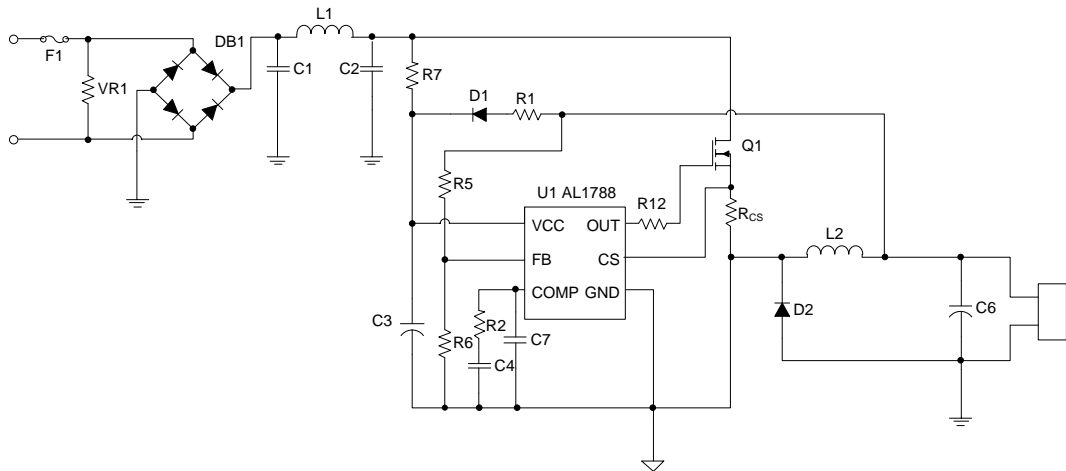 L1
F1
DB1
VR1
C1
C2
R7
D1
R1
Q1
R5
U1 AL1788
R12
RCS
VCC
OUT
FB
CS
COMP
GND
L2
C3
R2
R6
C7
C4
D2
C6